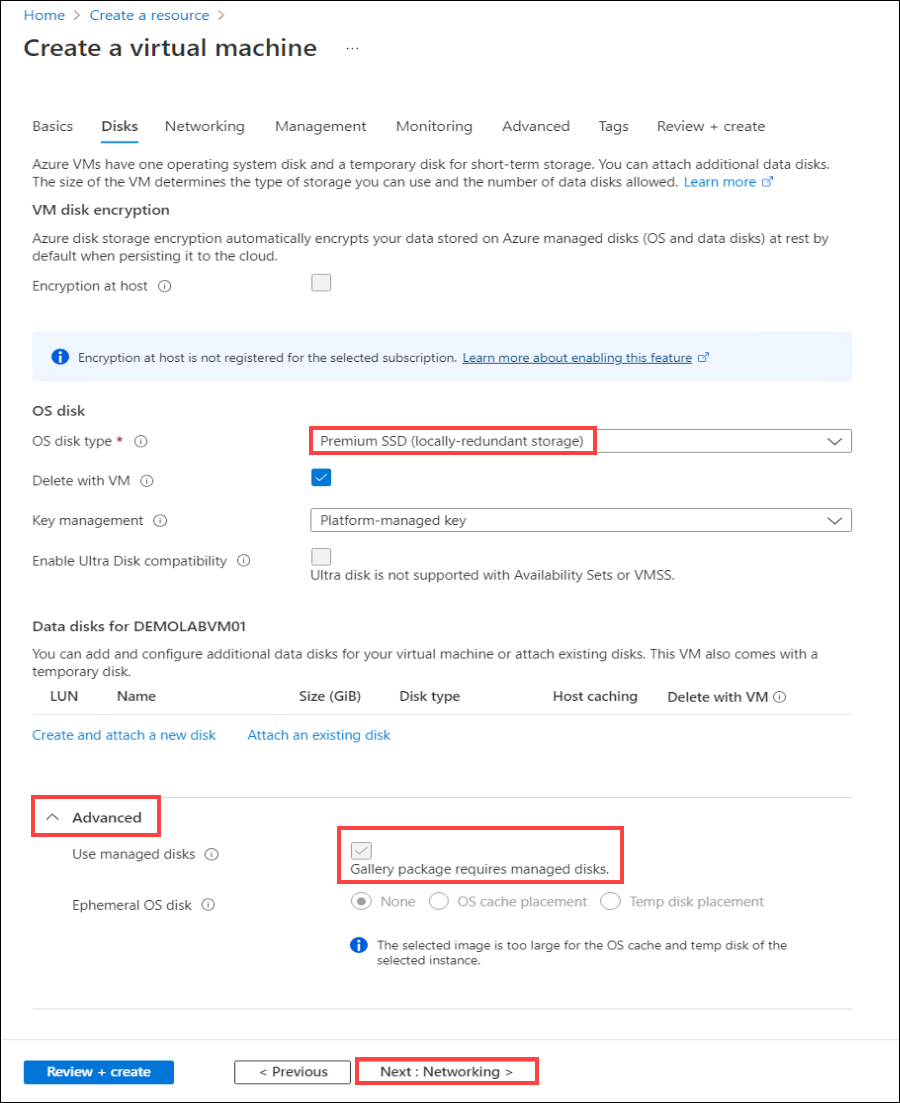 Home > Create a resource >
Create a virtual machine ...
Basics Disks Networking Management Monitoring Advanced Tags Review + create
Azure VMs have one operating system disk and a temporary disk for short-term storage. You can attach additional data disks.
The size of the VM determines the type of storage you can use and the number of data disks allowed. Learn more
VM disk encryption
Azure disk storage encryption automatically encrypts your data stored on Azure managed disks (OS and data disks) at rest by
default when persisting it to the cloud.
Encryption at host
Encryption at host is not registered for the selected subscription. Learn more about enabling this feature
OS disk
OS disk type * Premium SSD (locally-redundant storage)
Delete with VM
Key management Platform-managed key
Enable Ultra Disk compatibility
Ultra disk is not supported with Availability Sets or VMSS.
Data disks for DEMOLABVM01
You can add and configure additional data disks for your virtual machine or attach existing disks. This VM also comes with a
temporary disk.
LUN Name Size (GiB) Disk type Host caching Delete with VM
Create and attach a new disk Attach an existing disk
Advanced
Use managed disks
Gallery package requires managed disks.
Ephemeral OS disk None OS cache placement Temp disk placement
The selected image is too large for the OS cache and temp disk of the
selected instance.
Review + create < Previous Next : Networking >